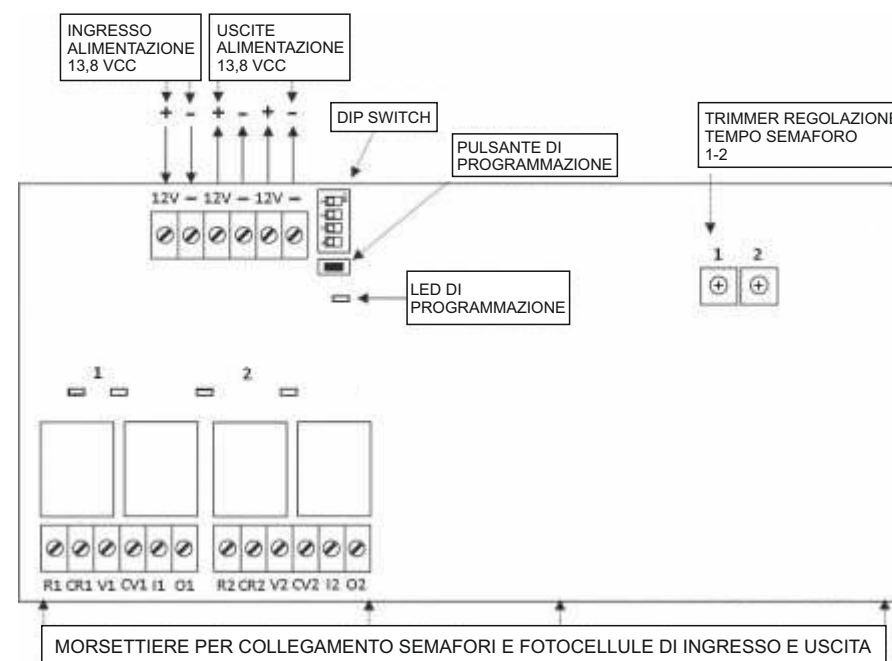 INGRESSO
ALIMENTAZIONE
13,8 VCC
USCITE
ALIMENTAZIONE
13,8 VCC
+ - + - + -
DIP SWITCH
PULSANTE DI
PROGRAMMAZIONE
TRIMMER REGOLAZIONE
TEMPO SEMAFORO
1-2
12V - 12V - 12V -
1 2
LED DI
PROGRAMMAZIONE
1 2
R1 CR1 V1 CV1 I1 O1 R2 CR2 V2 CV2 I2 O2
MORSETTIERE PER COLLEGAMENTO SEMAFORI E FOTOCELLULE DI INGRESSO E USCITA